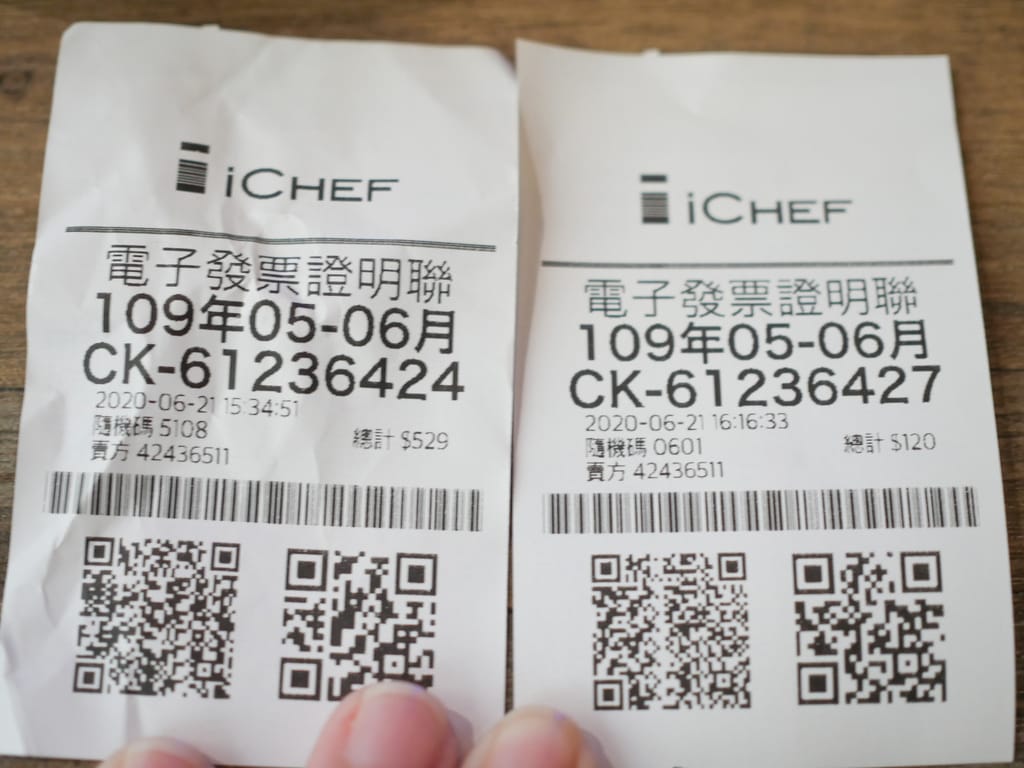 iCHEF
電子發票證明聯
109年05-06月
CK-61236424
2020-06-21 15:34:51
隨機碼 5108 總計 $529
賣方 42436511
iCHEF
電子發票證明聯
109年05-06月
CK-61236427
2020-06-21 16:16:33
隨機碼 0601 總計 $120
賣方 42436511